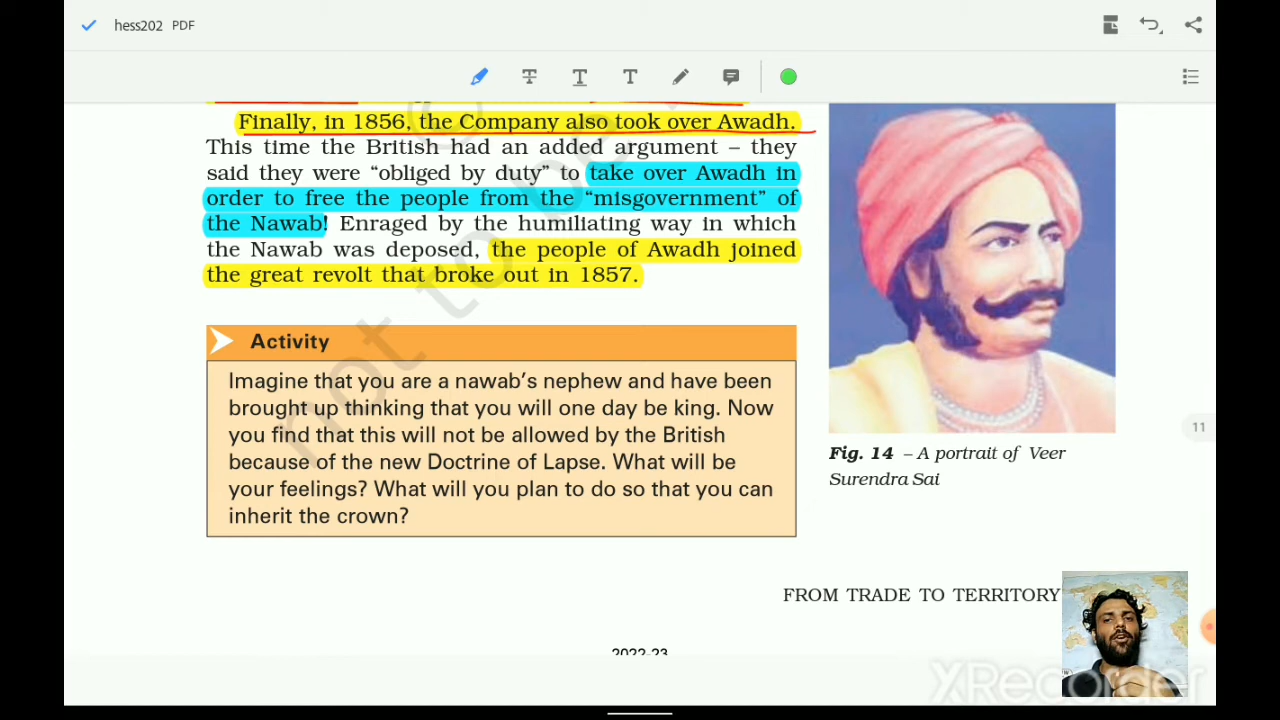 hess202 PDF
Finally, in 1856, the Company also took over Awadh.
This time the British had an added argument – they
said they were “obliged by duty” to take over Awadh in
order to free the people from the “misgovernment” of
the Nawab! Enraged by the humiliating way in which
the Nawab was deposed, the people of Awadh joined
the great revolt that broke out in 1857.
Activity
Imagine that you are a nawab’s nephew and have been
brought up thinking that you will one day be king. Now
you find that this will not be allowed by the British
because of the new Doctrine of Lapse. What will be
your feelings? What will you plan to do so that you can
inherit the crown?
Fig. 14 – A portrait of Veer
Surendra Sai
11
FROM TRADE TO TERRITORY
2022-23
not to be
XRecorder